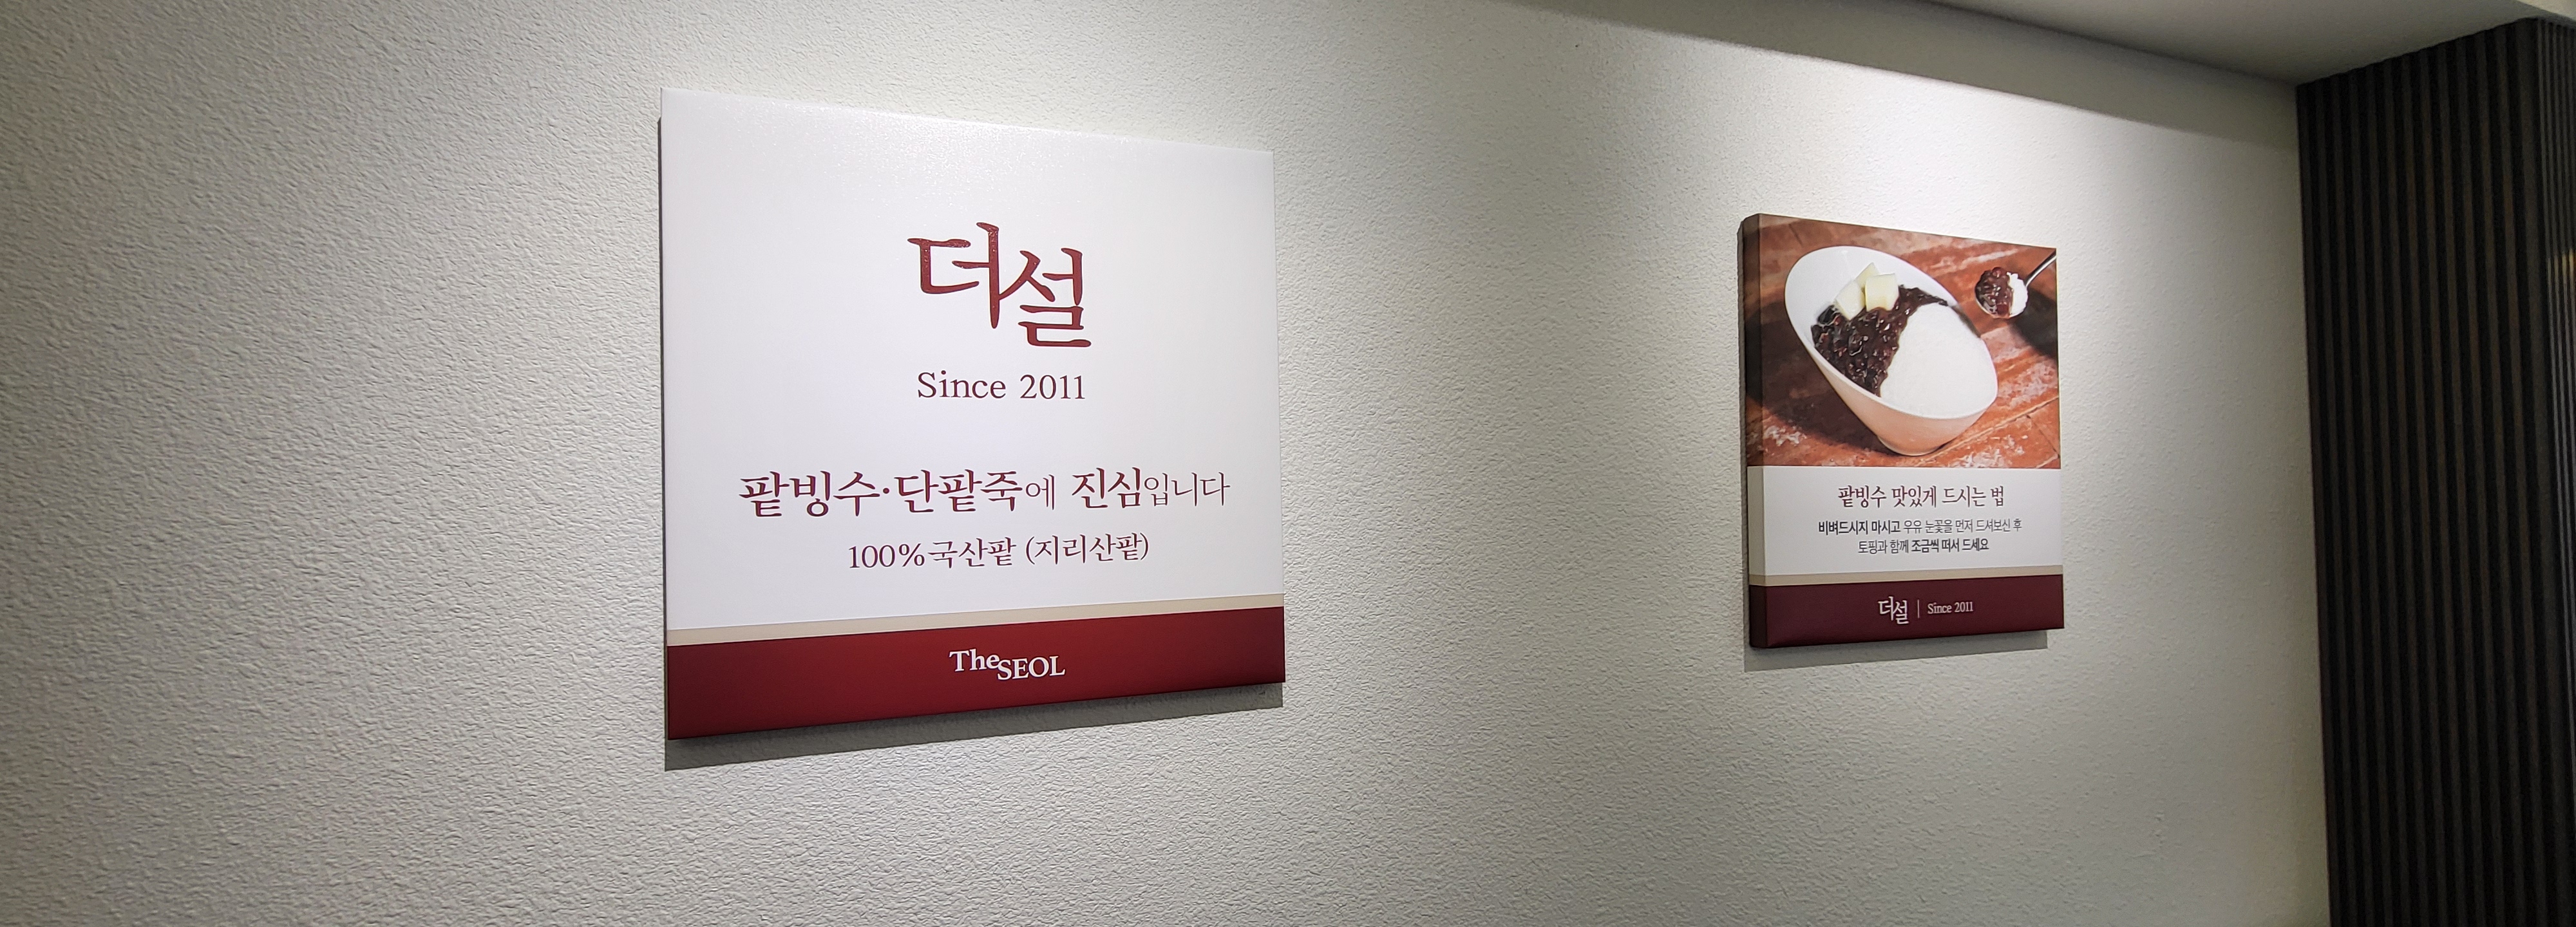 더설
Since 2011
팥빙수·단팥죽에 진심입니다
100%국산팥 (지리산팥)
The SEOL
팥빙수 맛있게 드시는 법
비벼드시지 마시고 우유 눈꽃을 먼저 드셔보신 후
토핑과 함께 조금씩 떠서 드세요
더설 | Since 2011